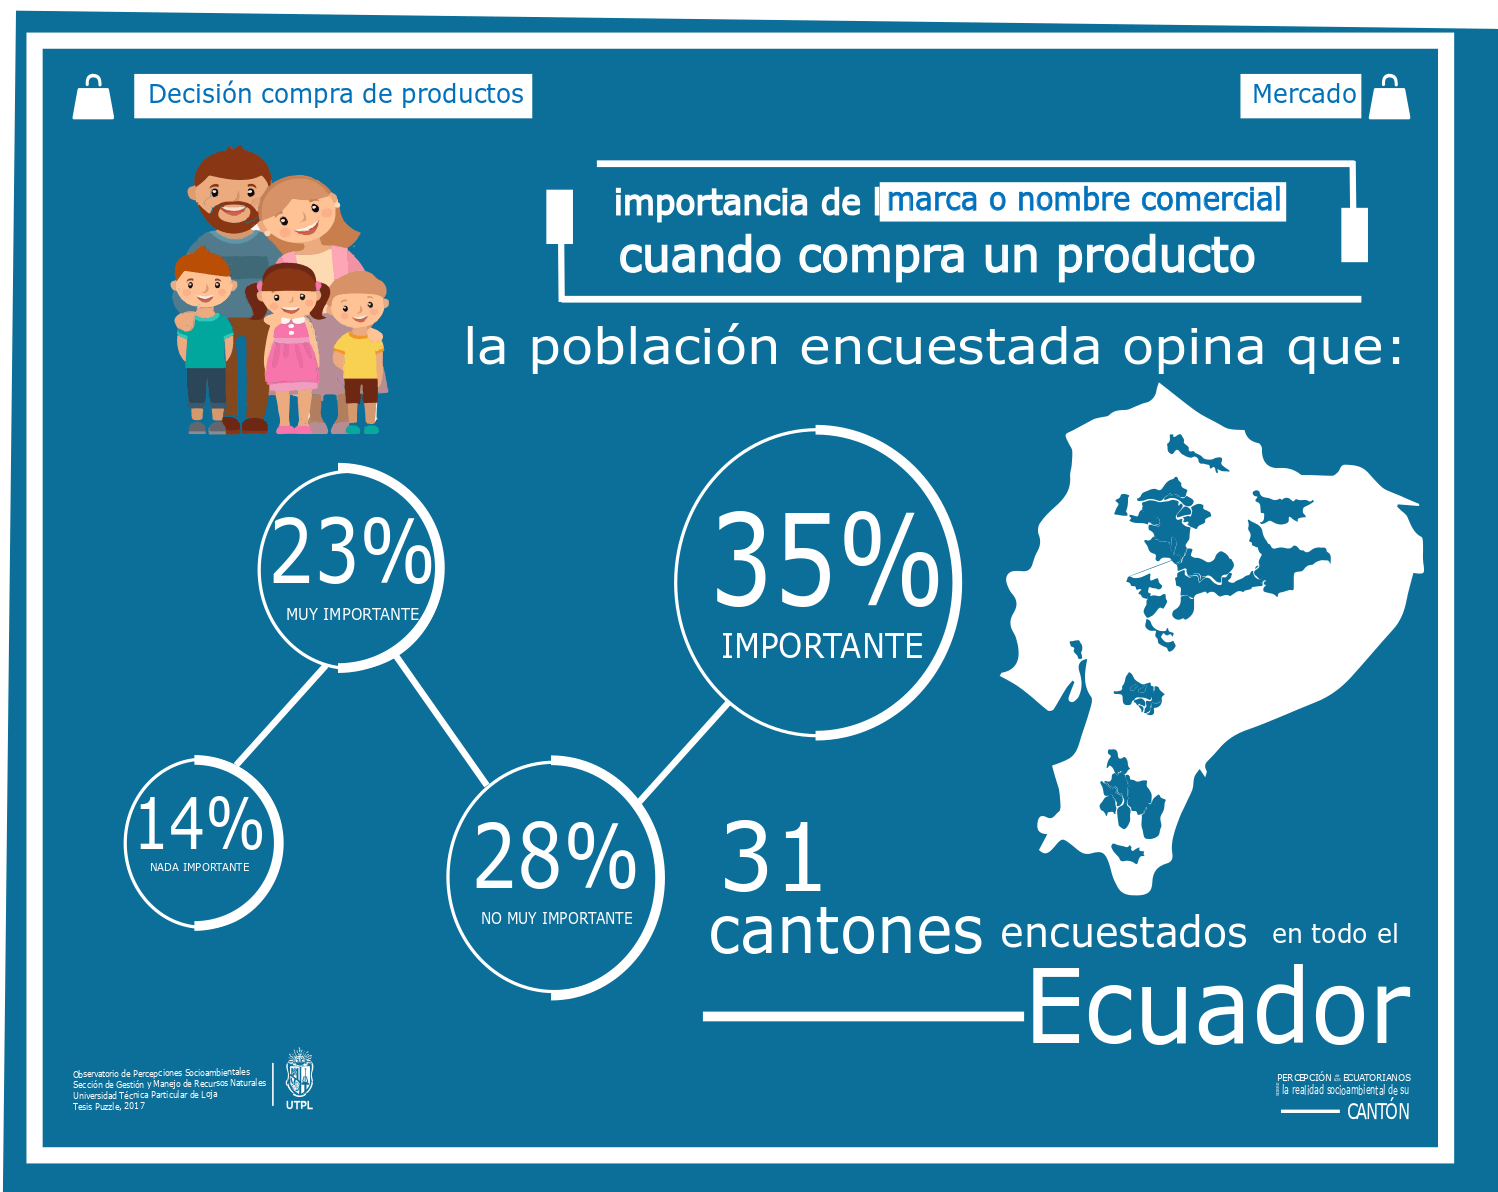 Decisión compra de productos
Mercado
importancia de l marca o nombre comercial
cuando compra un producto
la población encuestada opina que:
23%
MUY IMPORTANTE
35%
IMPORTANTE
14%
NADA IMPORTANTE
28%
NO MUY IMPORTANTE
31
cantones encuestados en todo el
Ecuador
Observatorio de Percepciones Socioambientales
Sección de Gestión y Manejo de Recursos Naturales
Universidad Técnica Particular de Loja
Tesis Puzzle, 2017
UTPL
PERCEPCIÓN ECUATORIANOS
la realidad socioambiental de su
CANTÓN